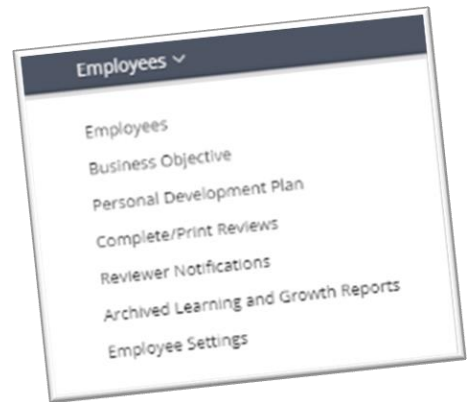 Employees
Employees
Business Objective
Personal Development Plan
Complete/Print Reviews
Reviewer Notifications
Archived Learning and Growth Reports
Employee Settings